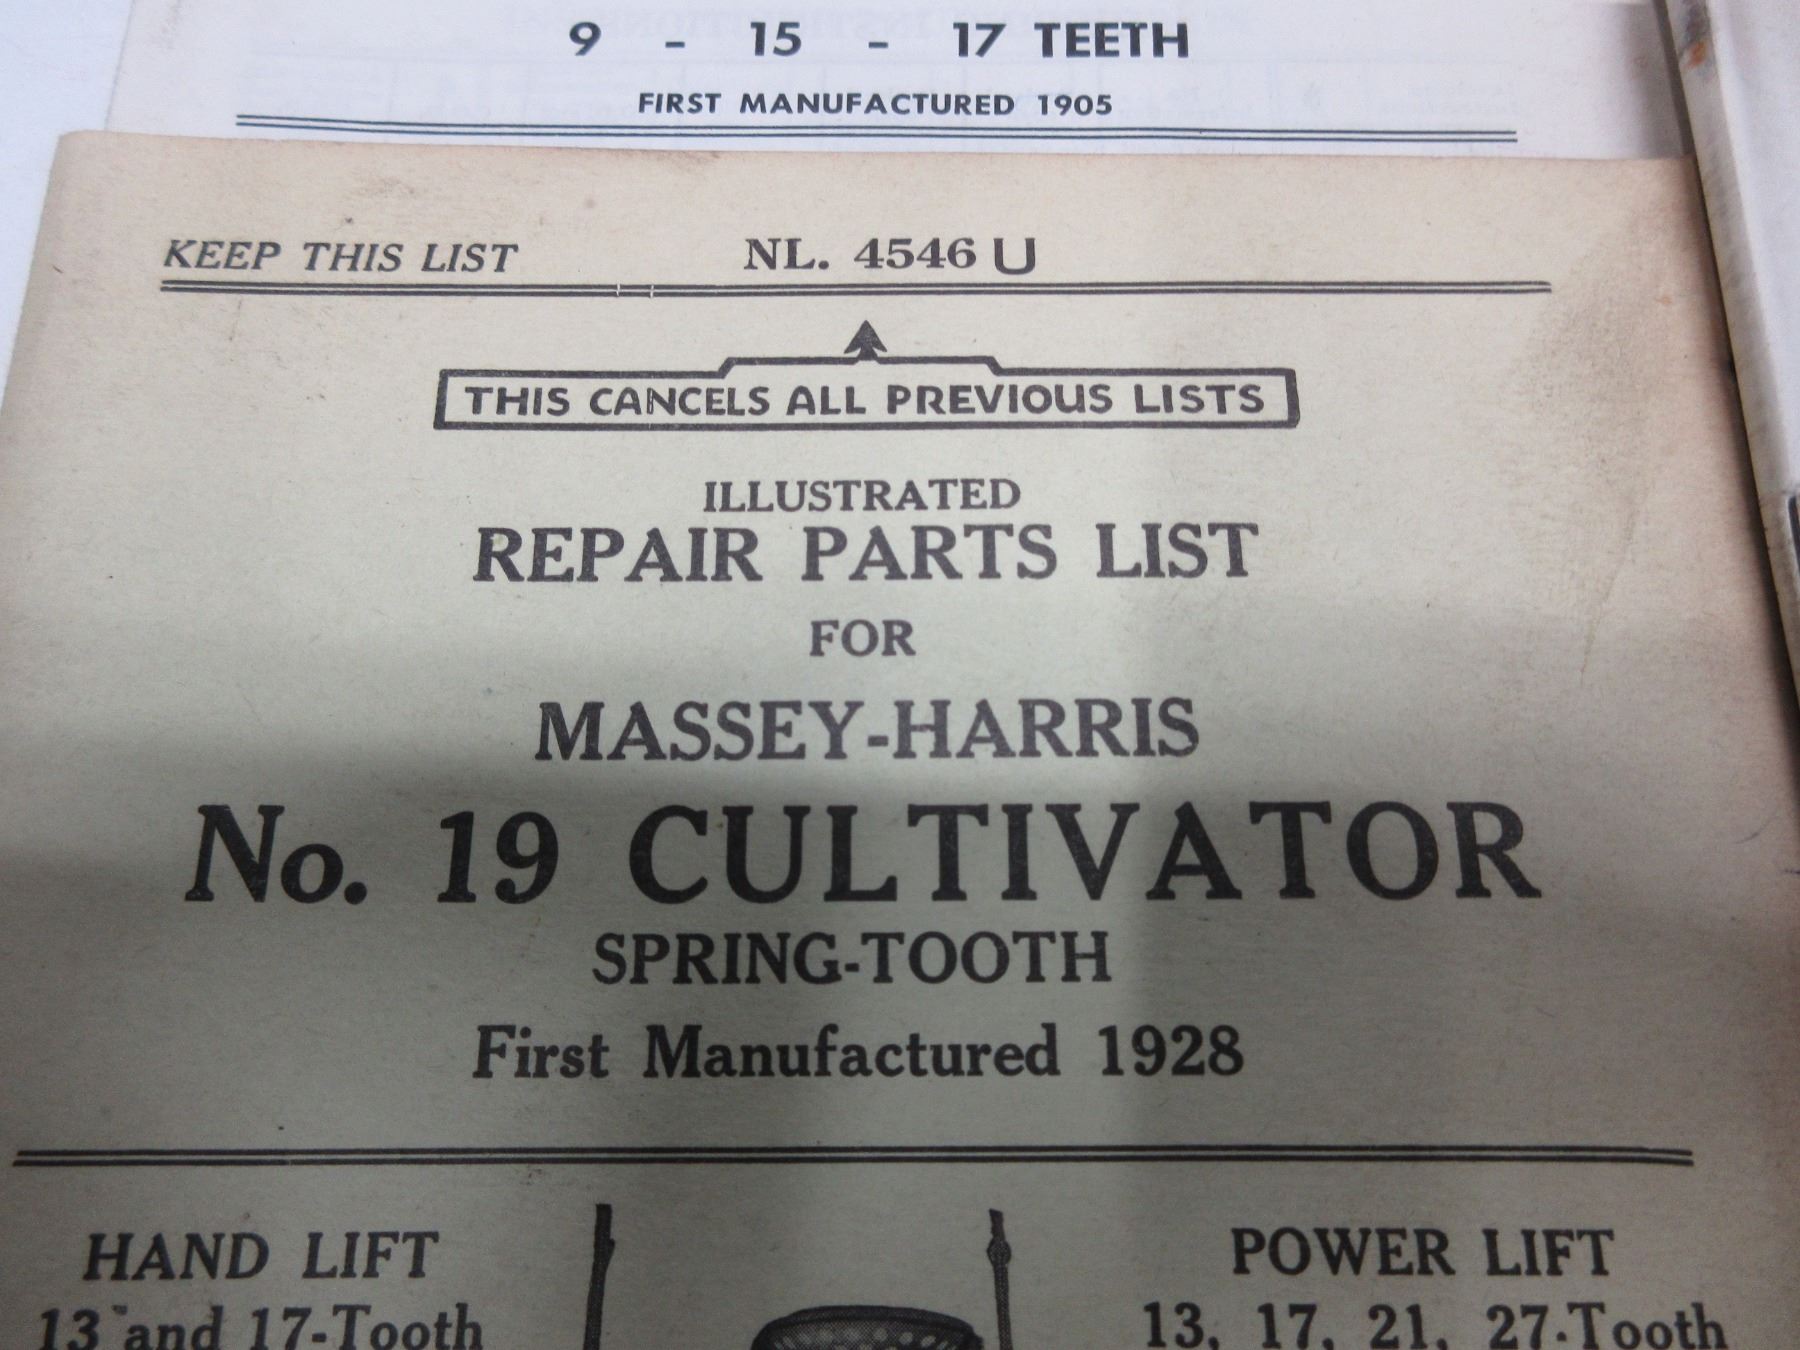 9 - 15 - 17 TEETH
FIRST MANUFACTURED 1905
KEEP THIS LIST NL. 4546 U
THIS CANCELS ALL PREVIOUS LISTS
ILLUSTRATED
REPAIR PARTS LIST
FOR
MASSEY-HARRIS
No. 19 CULTIVATOR
SPRING-TOOTH
First Manufactured 1928
HAND LIFT
13 and 17-Tooth
POWER LIFT
13, 17, 21, 27-Tooth